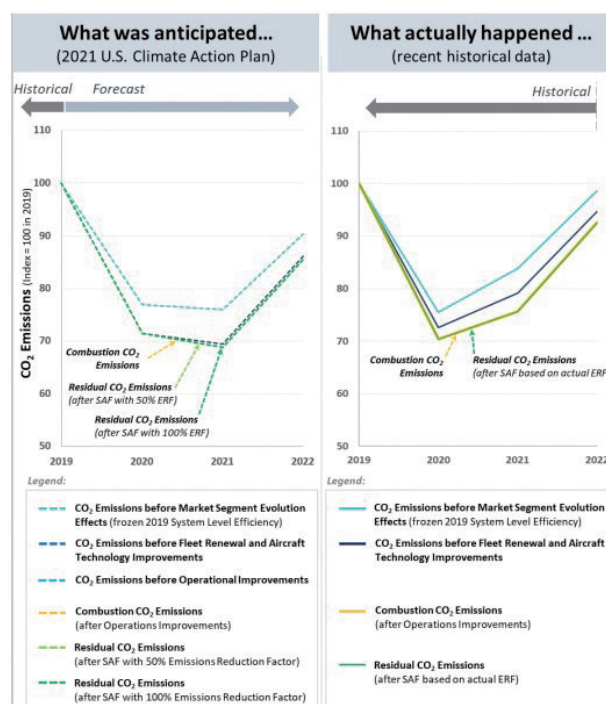 What was anticipated…
(2021 U.S. Climate Action Plan)
Historical Forecast
110
100
90
80
70
60
50
CO₂ Emissions (Index = 100 in 2019)
Combustion CO₂
Emissions
Residual CO₂ Emissions
(after SAF with 50% ERF)
Residual CO₂ Emissions
(after SAF with 100% ERF)
2019 2020 2021 2022
Legend:
CO₂ Emissions before Market Segment Evolution
Effects (frozen 2019 System Level Efficiency)
CO₂ Emissions before Fleet Renewal and Aircraft
Technology Improvements
CO₂ Emissions before Operational Improvements
Combustion CO₂ Emissions
(after Operations Improvements)
Residual CO₂ Emissions
(after SAF with 50% Emissions Reduction Factor)
Residual CO₂ Emissions
(after SAF with 100% Emissions Reduction Factor)
What actually happened …
(recent historical data)
Historical
110
100
90
80
70
60
50
Combustion CO₂
Emissions
Residual CO₂ Emissions
(after SAF based on actual ERF)
2019 2020 2021 2022
Legend:
CO₂ Emissions before Market Segment Evolution
Effects (frozen 2019 System Level Efficiency)
CO₂ Emissions before Fleet Renewal and Aircraft
Technology Improvements
Combustion CO₂ Emissions
(after Operations Improvements)
Residual CO₂ Emissions
(after SAF based on actual ERF)